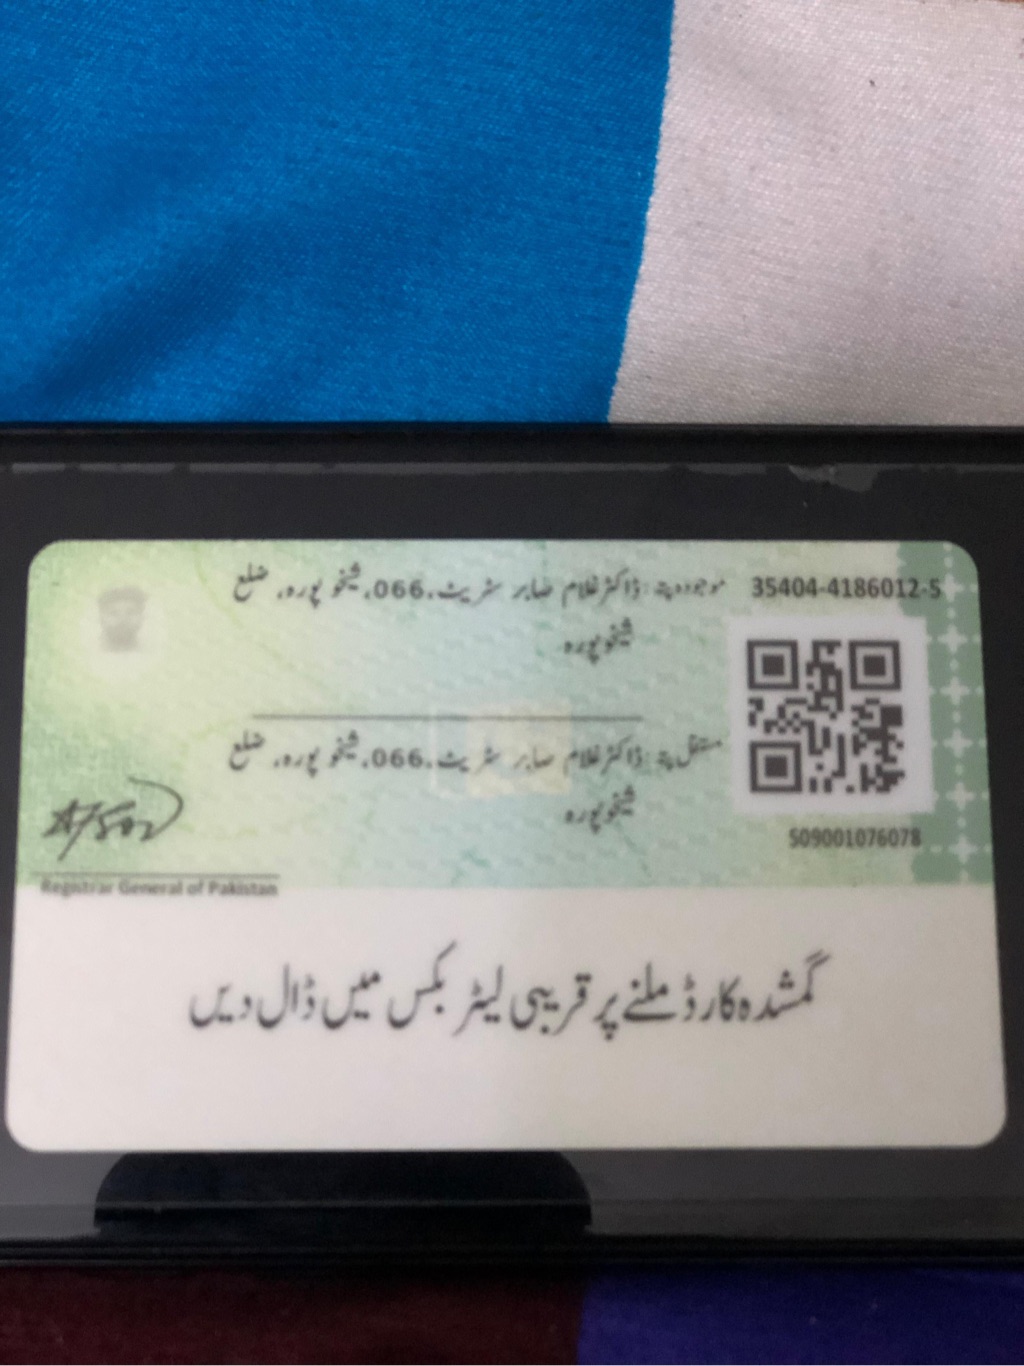 35404-4186012-5
موجودہ پتہ: ڈاکٹر غلام صابر سٹریٹ، 066، شیخوپورہ، ضلع
شیخوپورہ
مستقل پتہ: ڈاکٹر غلام صابر سٹریٹ، 066، شیخوپورہ، ضلع
شیخوپورہ
509001076078
Registrar General of Pakistan
گمشدہ کارڈ ملنے پر قریبی لیٹر بکس میں ڈال دیں